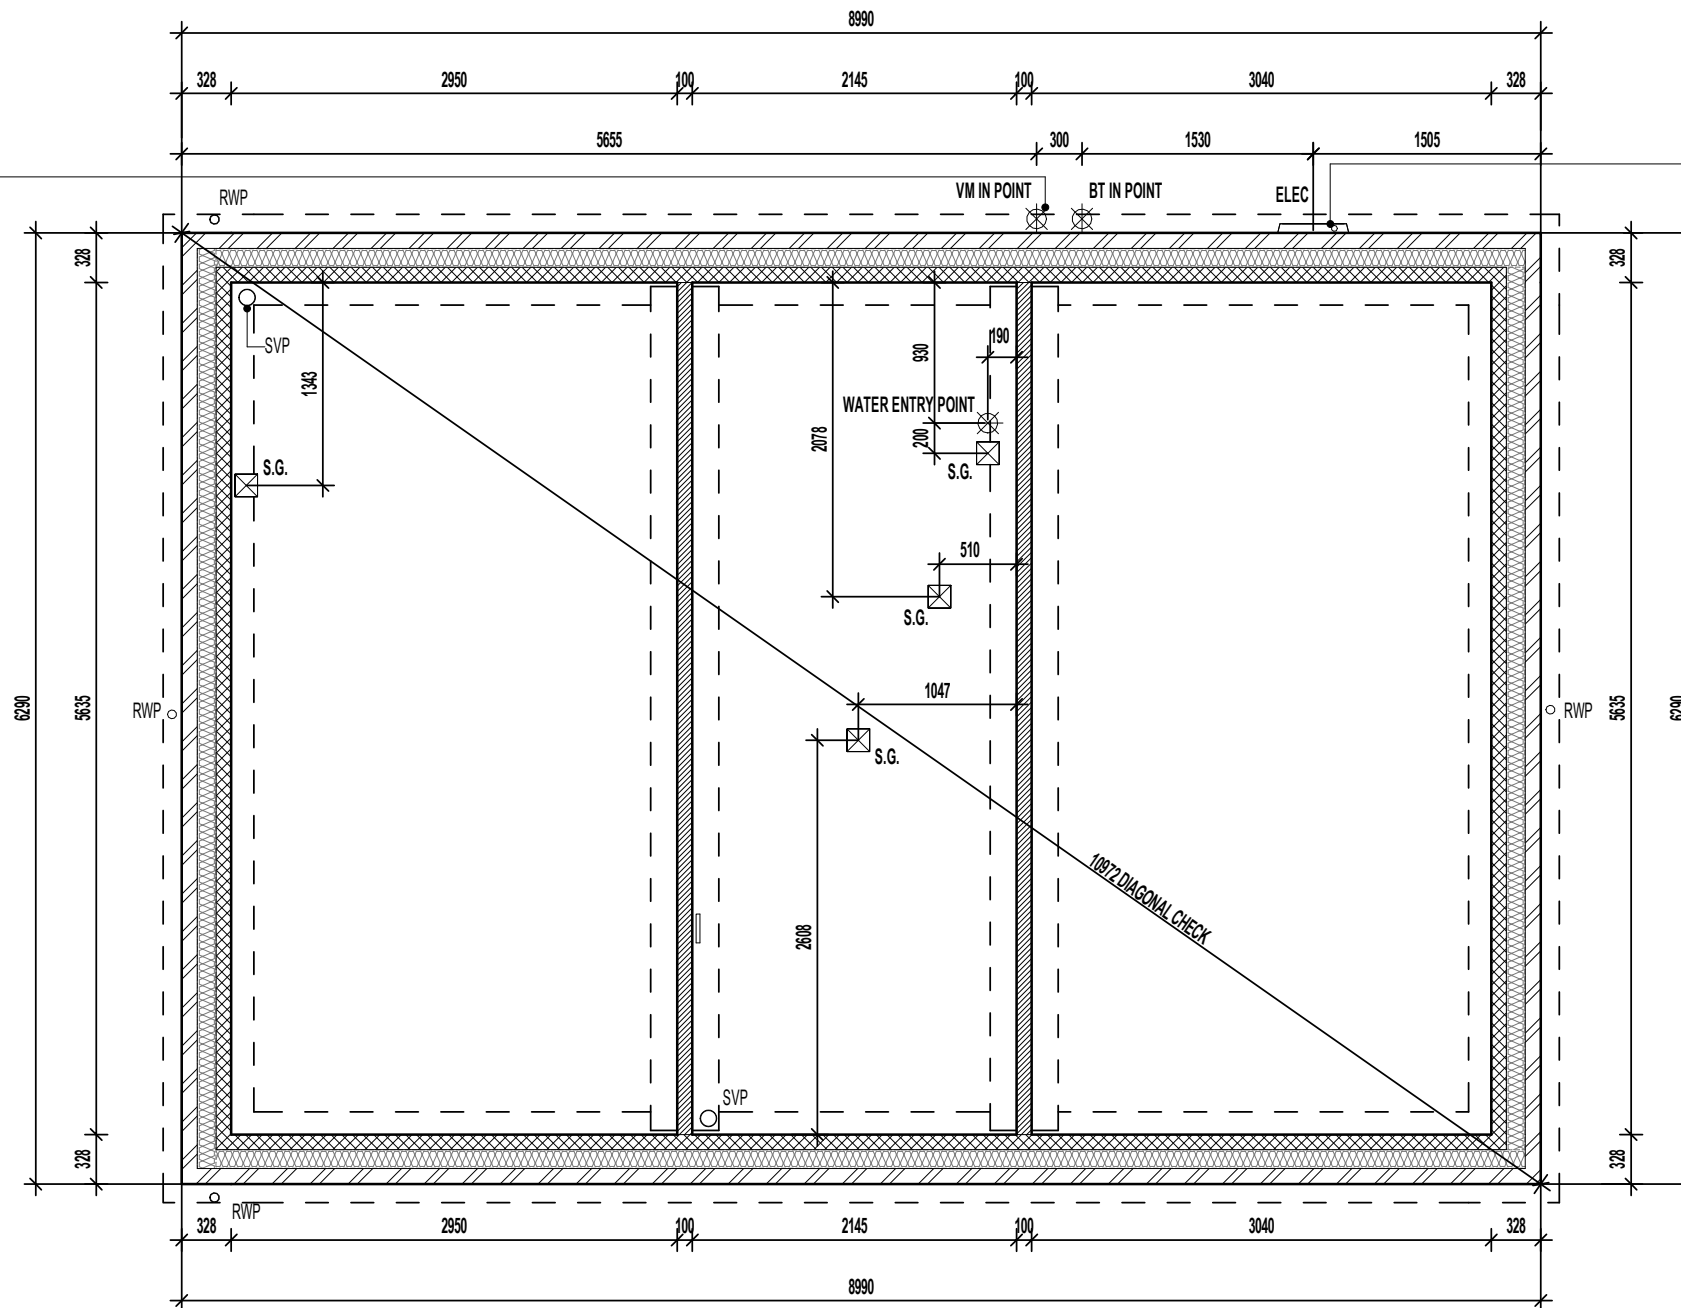 8990
328 2950 100 2145 100 3040 328
5655 300 1530 1505
RWP VM IN POINT BT IN POINT ELEC
328 328
SVP
1343
930 190
WATER ENTRY POINT
2078 200
S.G. S.G.
510
S.G.
6290 5635 RWP 1047 RWP 5635 6290
S.G.
10972 DIAGONAL CHECK
2608
SVP
328 328
RWP
328 2950 100 2145 100 3040 328
8990